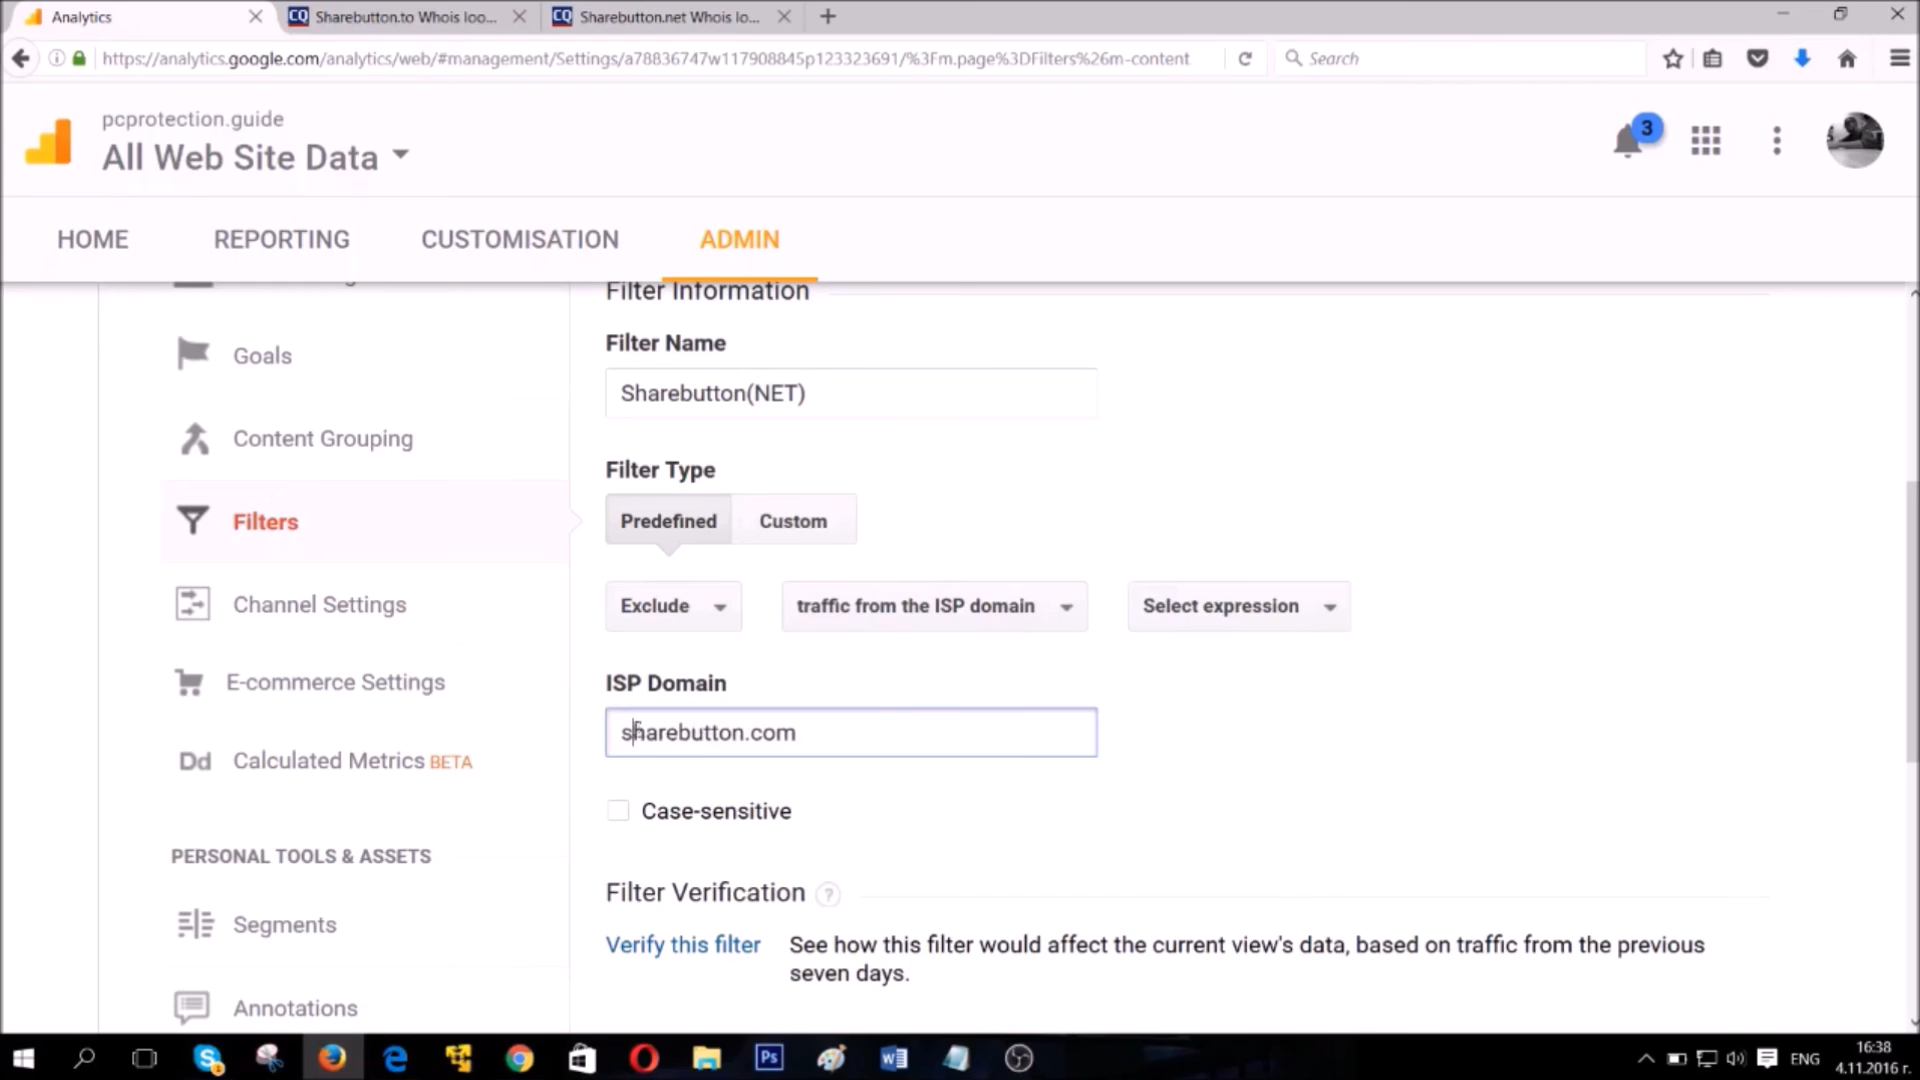 Analytics
CQ Sharebutton.to Whois loo...
CQ Sharebutton.net Whois lo...
https://analytics.google.com/analytics/web/#management/Settings/a78836747w117908845p123323691/%3Fm.page%3DFilters%26m-content
Search
pcprotection.guide
All Web Site Data
3
HOME
REPORTING
CUSTOMISATION
ADMIN
Filter Information
Goals
Filter Name
Sharebutton(NET)
Content Grouping
Filter Type
Filters
Predefined
Custom
Channel Settings
Exclude
traffic from the ISP domain
Select expression
E-commerce Settings
ISP Domain
sharebutton.com
Dd Calculated Metrics BETA
Case-sensitive
PERSONAL TOOLS & ASSETS
Filter Verification ?
Segments
Verify this filter
See how this filter would affect the current view's data, based on traffic from the previous
seven days.
Annotations
Ps
ENG
16:38
4.11.2016 г.